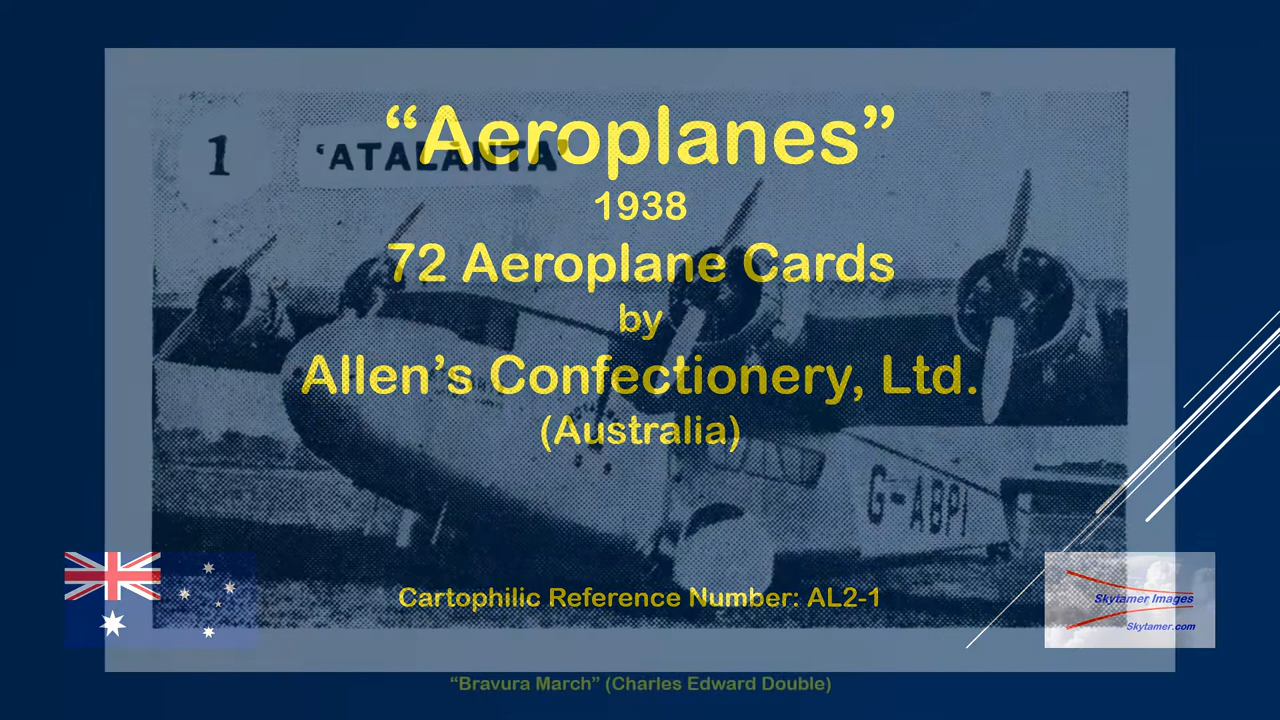 “Aeroplanes”
1 ‘ATALANTA’
1938
72 Aeroplane Cards
by
Allen’s Confectionery, Ltd.
(Australia)
G-ABPI
Cartophilic Reference Number: AL2-1
Skytamer Images
Skytamer.com
“Bravura March” (Charles Edward Double)